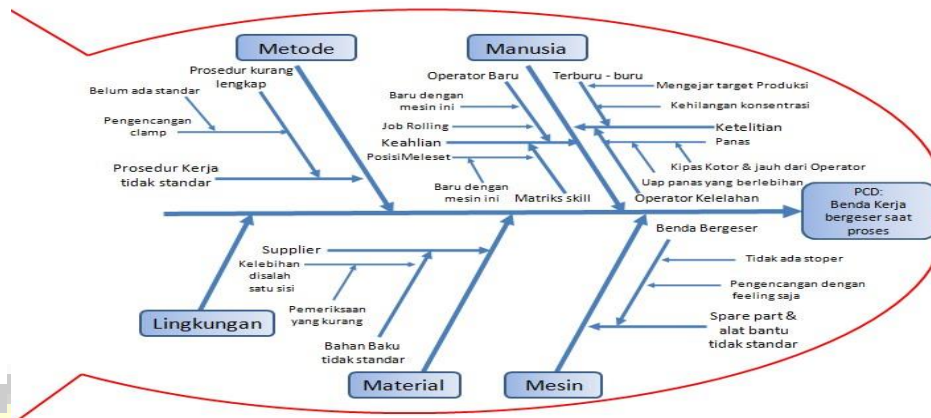 Metode
Manusia
Prosedur kurang
lengkap
Belum ada standar
Pengencangan
clamp
Prosedur Kerja
tidak standar
Operator Baru
Baru dengan
mesin ini
Job Rolling
Keahlian
PosisiMeleset
Baru dengan
mesin ini
Matriks skill
Terburu - buru
Mengejar target Produksi
Kehilangan konsentrasi
Ketelitian
Panas
Kipas Kotor & jauh dari Operator
Uap panas yang berlebihan
Operator Kelelahan
PCD:
Benda Kerja
bergeser saat
proses
Supplier
Kelebihan
disalah
satu sisi
Pemeriksaan
yang kurang
Bahan Baku
tidak standar
Benda Bergeser
Tidak ada stoper
Pengencangan dengan
feeling saja
Spare part &
alat bantu
tidak standar
Lingkungan
Material
Mesin